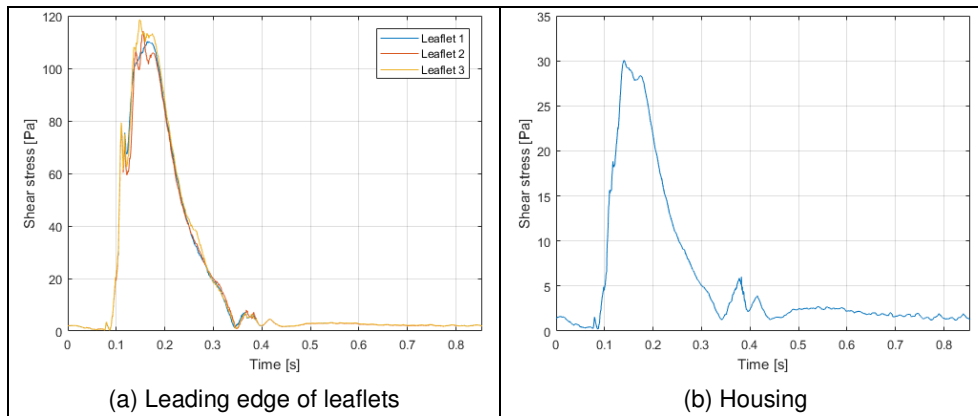 120
100
80
60
40
20
0
Shear stress [Pa]
0 0.1 0.2 0.3 0.4 0.5 0.6 0.7 0.8
Time [s]
Leaflet 1
Leaflet 2
Leaflet 3
(a) Leading edge of leaflets
35
30
25
20
15
10
5
0
Shear stress [Pa]
0 0.1 0.2 0.3 0.4 0.5 0.6 0.7 0.8
Time [s]
(b) Housing